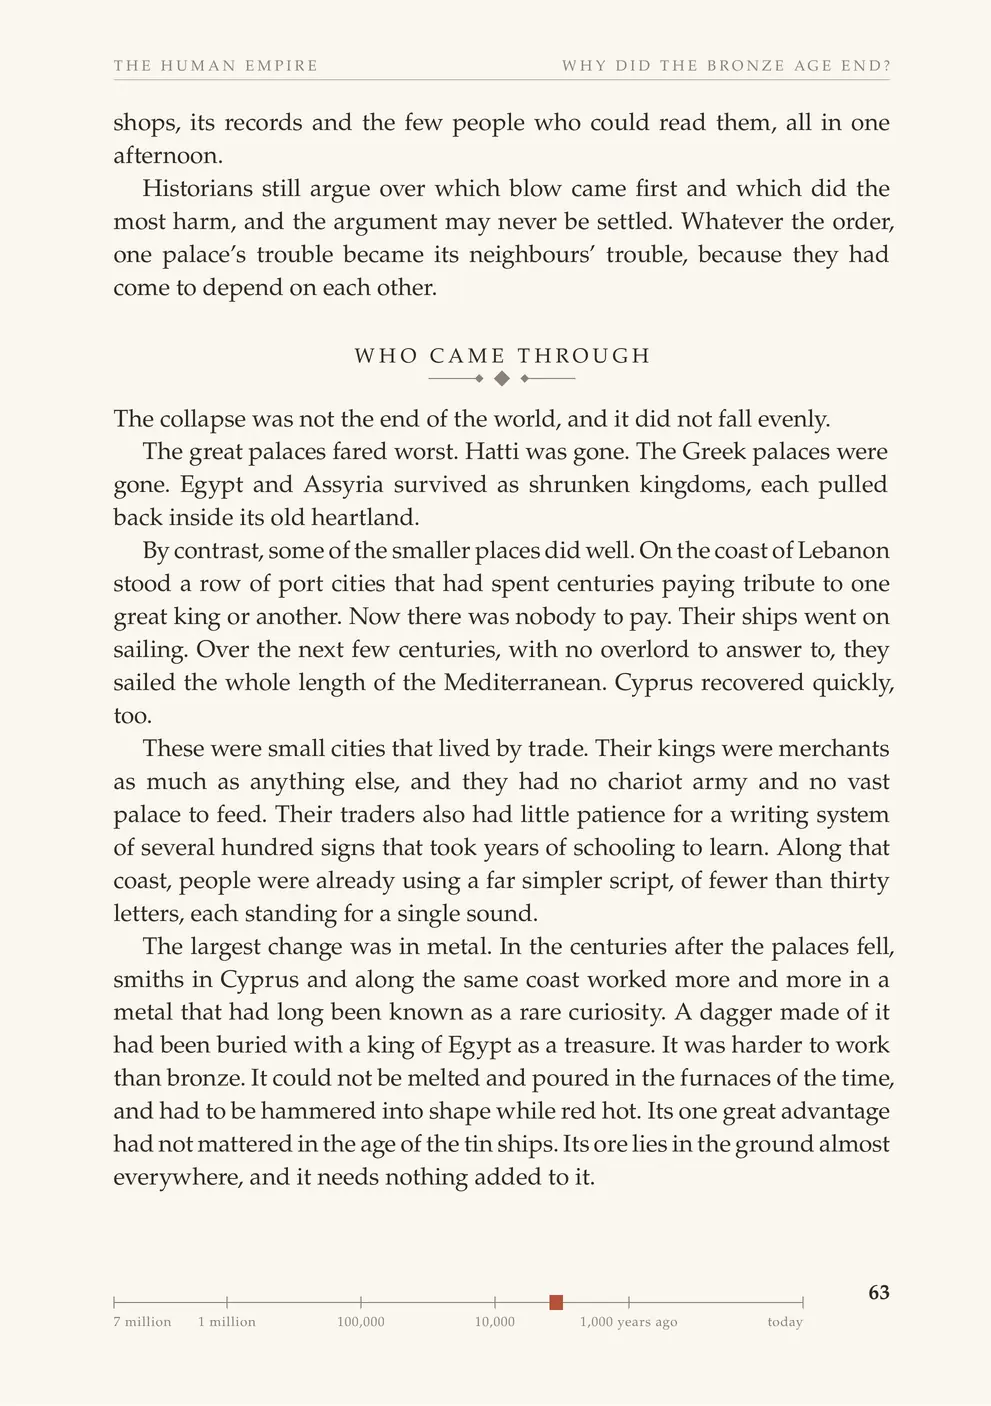 THE HUMAN EMPIRE
WHY DID THE BRONZE AGE END?
shops, its records and the few people who could read them, all in one
afternoon.
Historians still argue over which blow came first and which did the
most harm, and the argument may never be settled. Whatever the order,
one palace’s trouble became its neighbours’ trouble, because they had
come to depend on each other.
WHO CAME THROUGH
The collapse was not the end of the world, and it did not fall evenly.
The great palaces fared worst. Hatti was gone. The Greek palaces were
gone. Egypt and Assyria survived as shrunken kingdoms, each pulled
back inside its old heartland.
By contrast, some of the smaller places did well. On the coast of Lebanon
stood a row of port cities that had spent centuries paying tribute to one
great king or another. Now there was nobody to pay. Their ships went on
sailing. Over the next few centuries, with no overlord to answer to, they
sailed the whole length of the Mediterranean. Cyprus recovered quickly,
too.
These were small cities that lived by trade. Their kings were merchants
as much as anything else, and they had no chariot army and no vast
palace to feed. Their traders also had little patience for a writing system
of several hundred signs that took years of schooling to learn. Along that
coast, people were already using a far simpler script, of fewer than thirty
letters, each standing for a single sound.
The largest change was in metal. In the centuries after the palaces fell,
smiths in Cyprus and along the same coast worked more and more in a
metal that had long been known as a rare curiosity. A dagger made of it
had been buried with a king of Egypt as a treasure. It was harder to work
than bronze. It could not be melted and poured in the furnaces of the time,
and had to be hammered into shape while red hot. Its one great advantage
had not mattered in the age of the tin ships. Its ore lies in the ground almost
everywhere, and it needs nothing added to it.
63
7 million 1 million 100,000 10,000 1,000 years ago today